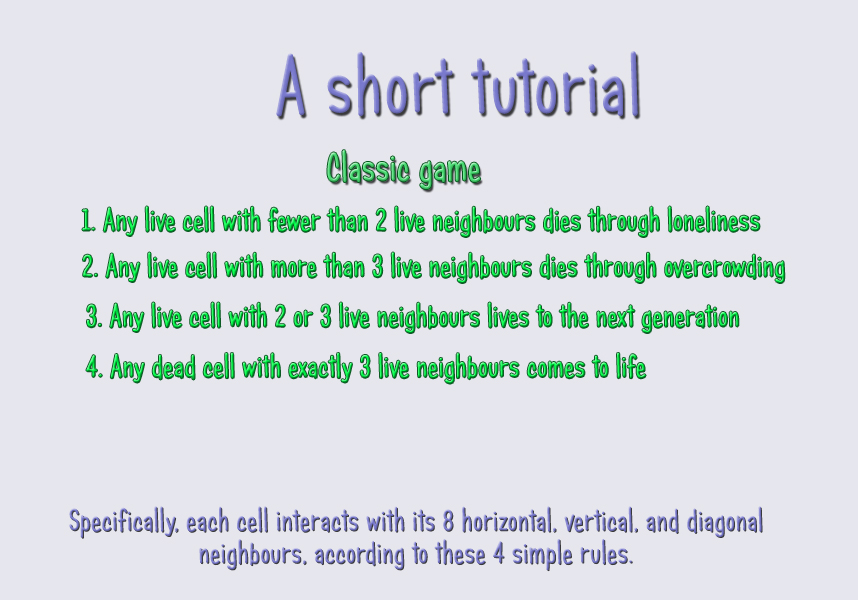 A short tutorial
Classic game
1. Any live cell with fewer than 2 live neighbours dies through loneliness
2. Any live cell with more than 3 live neighbours dies through overcrowding
3. Any live cell with 2 or 3 live neighbours lives to the next generation
4. Any dead cell with exactly 3 live neighbours comes to life
Specifically, each cell interacts with its 8 horizontal, vertical, and diagonal
neighbours, according to these 4 simple rules.